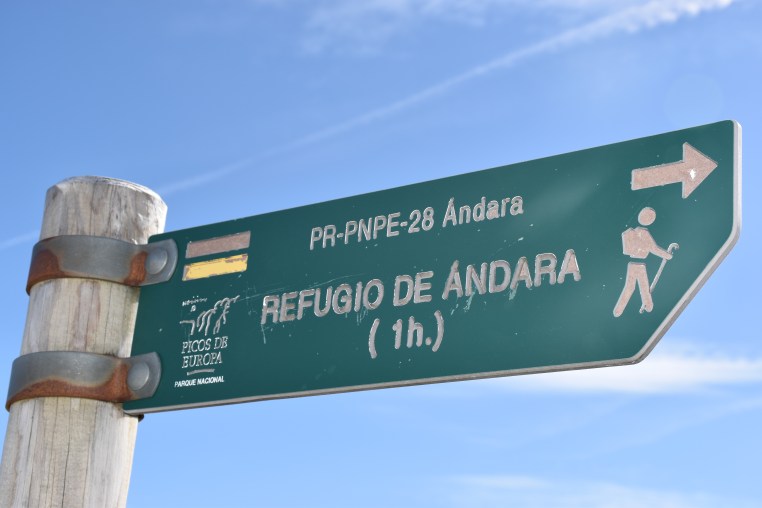 PR-PNPE-28 Ándara
REFUGIO DE ÁNDARA
( 1h.)
PICOS DE
EUROPA
PARQUE NACIONAL